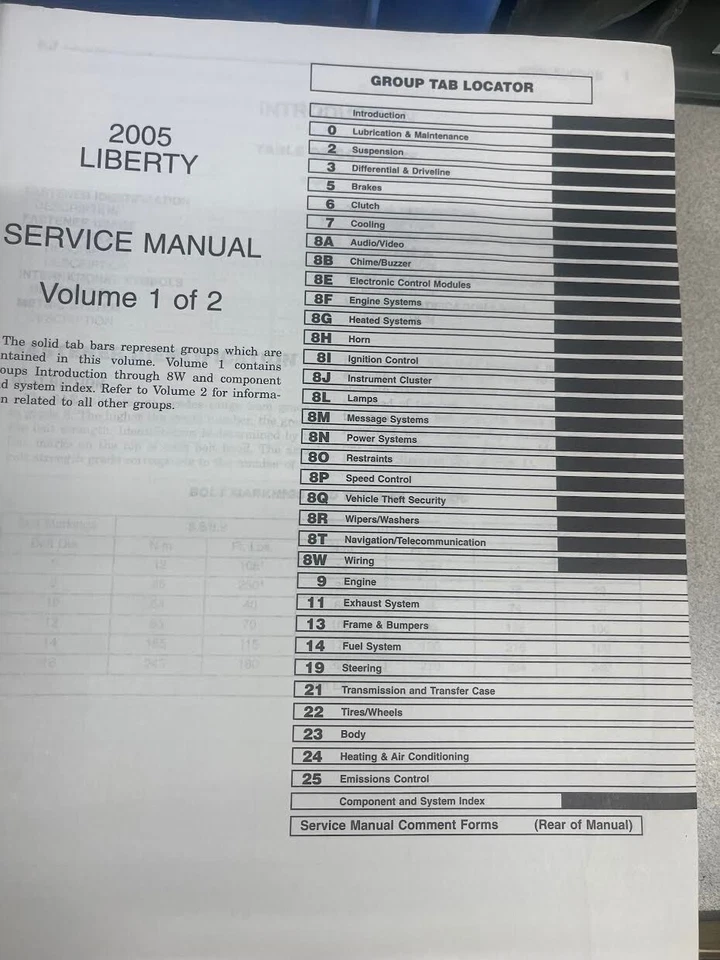 2005
LIBERTY
SERVICE MANUAL
Volume 1 of 2
The solid tab bars represent groups which are
ntained in this volume. Volume 1 contains
oups Introduction through 8W and component
d system index. Refer to Volume 2 for informa-
n related to all other groups.
GROUP TAB LOCATOR
Introduction
0 Lubrication & Maintenance
2 Suspension
3 Differential & Driveline
5 Brakes
6 Clutch
7 Cooling
8A Audio/Video
8B Chime/Buzzer
8E Electronic Control Modules
8F Engine Systems
8G Heated Systems
8H Horn
8I Ignition Control
8J Instrument Cluster
8L Lamps
8M Message Systems
8N Power Systems
8O Restraints
8P Speed Control
8Q Vehicle Theft Security
8R Wipers/Washers
8T Navigation/Telecommunication
8W Wiring
9 Engine
11 Exhaust System
13 Frame & Bumpers
14 Fuel System
19 Steering
21 Transmission and Transfer Case
22 Tires/Wheels
23 Body
24 Heating & Air Conditioning
25 Emissions Control
Component and System Index
Service Manual Comment Forms (Rear of Manual)